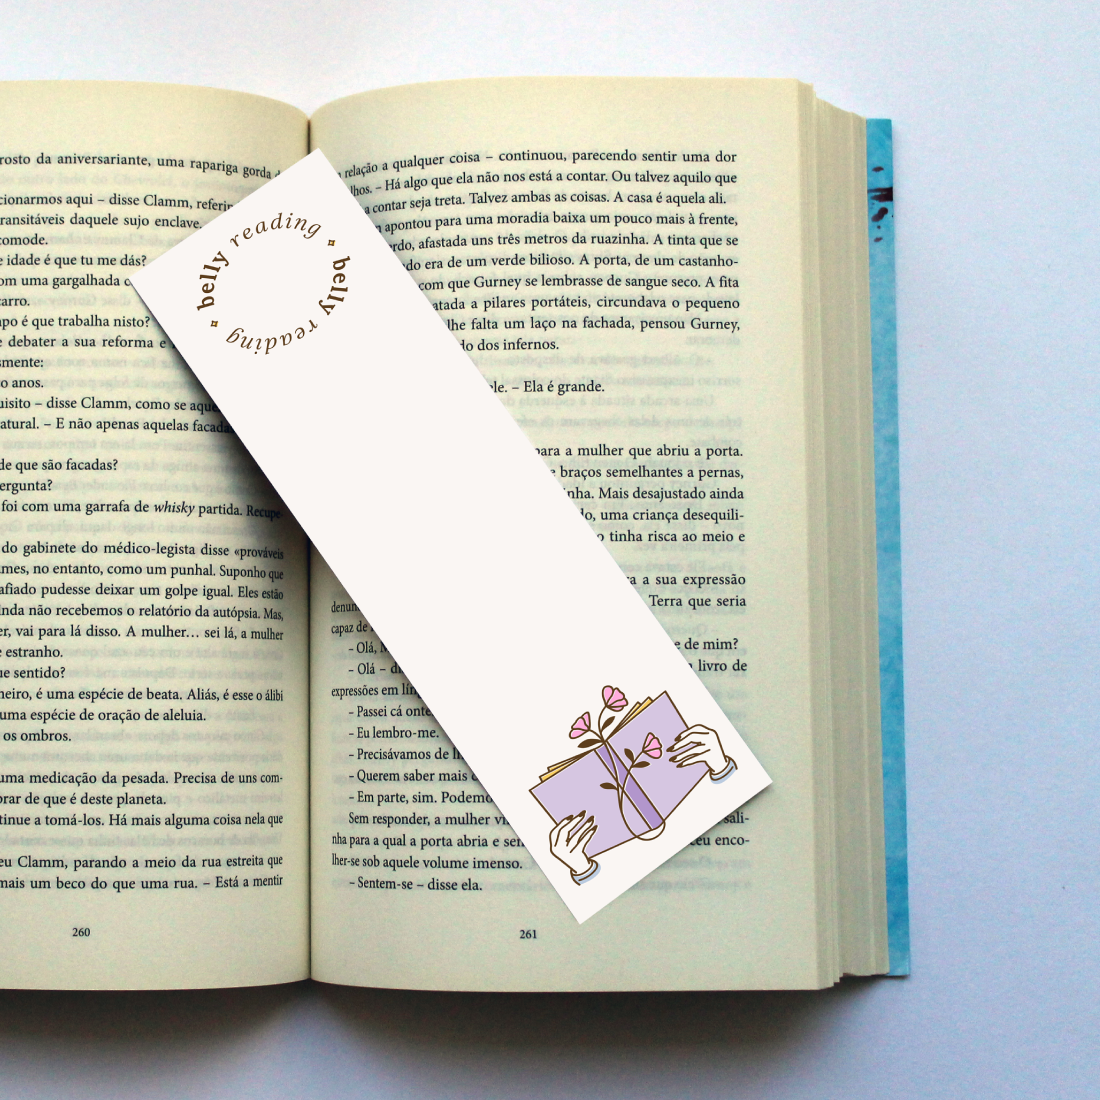 rosto da aniversariante, uma rapariga gorda
cionarmos aqui – disse Clamm,
ransitáveis daquele sujo enclave.
comode.
e idade é que tu me dás?
om uma gargalhada
carro.
po é que trabalha nisto?
e debater a sua reforma e
smente:
o anos.
uisito – disse Clamm, como se
atural. – E não apenas aquelas facadas
de que são facadas?
ergunta?
foi com uma garrafa de whisky partida. Recupe-
do gabinete do médico-legista disse «prováveis
mes, no entanto, como um punhal. Suponho que
afiado pudesse deixar um golpe igual. Eles estão
inda não recebemos o relatório da autópsia. Mas,
er, vai para lá disso. A mulher… sei lá, a mulher
e estranho.
ue sentido?
heiro, é uma espécie de beata. Aliás, é esse o álibi
uma espécie de oração de aleluia.
os ombros.
uma medicação da pesada. Precisa de uns com-
brar de que é deste planeta.
tinue a tomá-los. Há mais alguma coisa nela que
eu Clamm, parando a meio da rua estreita que
mais um beco do que uma rua. – Está a mentir
260
belly reading
belly reading
relação a qualquer coisa – continuou, parecendo sentir uma dor
lhos. – Há algo que ela não nos está a contar. Ou talvez aquilo que
a contar seja treta. Talvez ambas as coisas. A casa é aquela ali.
apontou para uma moradia baixa um pouco mais à frente,
rdo, afastada uns três metros da ruazinha. A tinta que se
do era de um verde bilioso. A porta, de um castanho-
com que Gurney se lembrasse de sangue seco. A fita
atada a pilares portáteis, circundava o pequeno
lhe falta um laço na fachada, pensou Gurney,
do dos infernos.
ele. – Ela é grande.
para a mulher que abriu a porta.
braços semelhantes a pernas,
inha. Mais desajustado ainda
do, uma criança desequili-
o tinha risca ao meio e
a a sua expressão
denun Terra que seria
capaz de
– Olá, e de mim?
– Olá – livro de
expressões em
– Passei cá onte
– Eu lembro-me.
– Precisávamos de
– Querem saber mais
– Em parte, sim. Podemo
Sem responder, a mulher sali-
nha para a qual a porta abria e eu enco-
lher-se sob aquele volume imenso.
– Sentem-se – disse ela.
261